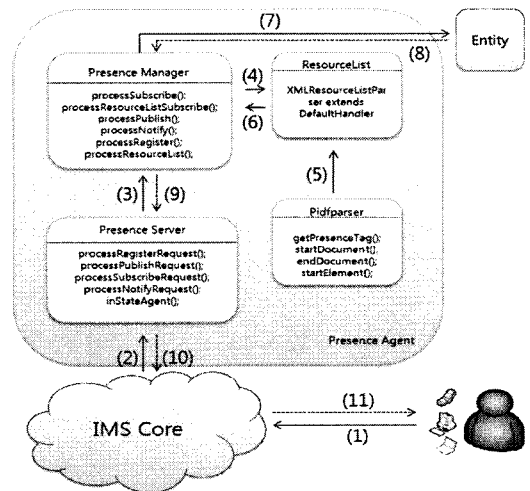 (7)
(8)
Entity
Presence Manager
processSubscribe();
processResourceListSubscribe();
processPublish();
processNotify();
processRegister();
processResourceList();
(4)
(6)
ResourceList
XMLResourceListPar
ser extends
DefaultHandler
(3)
(9)
(5)
Presence Server
processRegisterRequest();
processPublishRequest();
processSubscribeRequest();
processNotifyRequest();
inStateAgent();
Pidfparser
getPresenceTag();
startDocument();
endDocument();
startElement();
Presence Agent
(2)
(10)
IMS Core
(11)
(1)